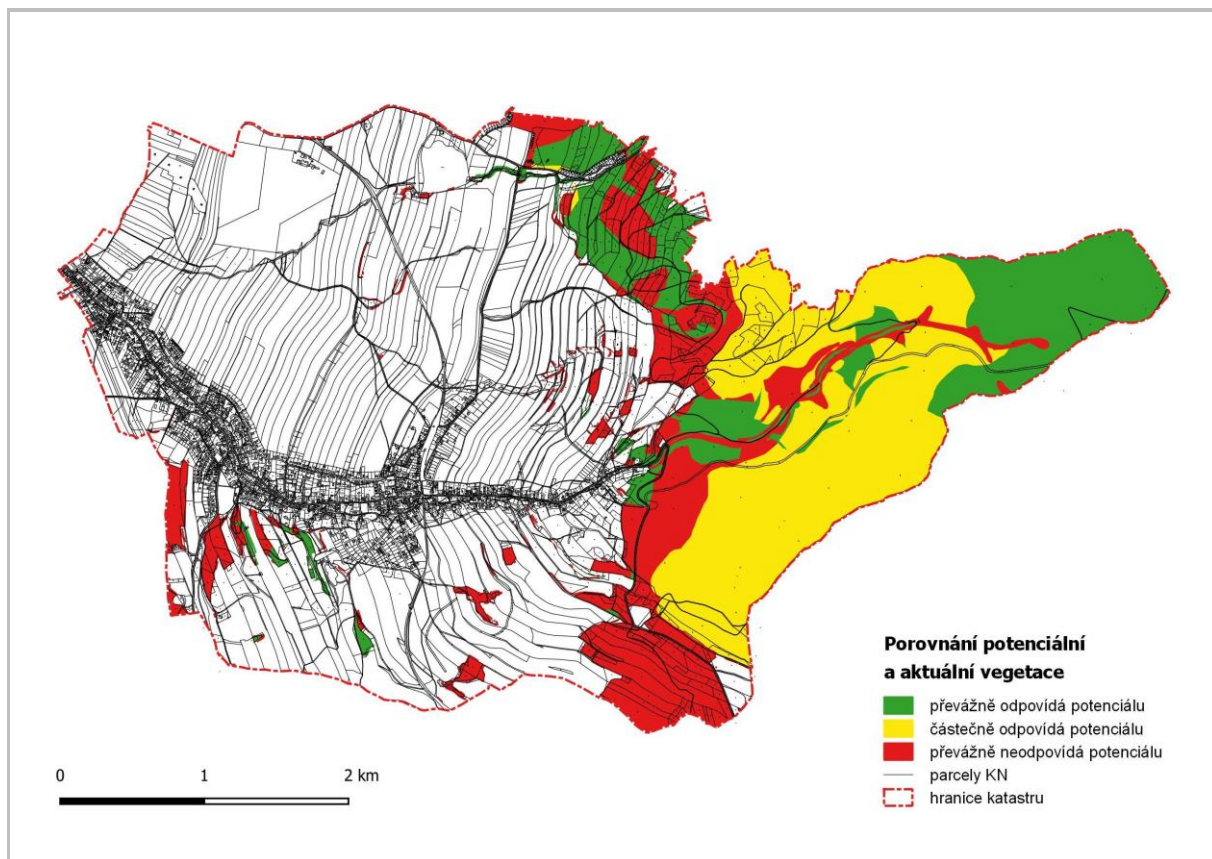 Porovnání potenciální
a aktuální vegetace
převážně odpovídá potenciálu
částečně odpovídá potenciálu
převážně neodpovídá potenciálu
parcely KN
hranice katastru
0 1 2 km